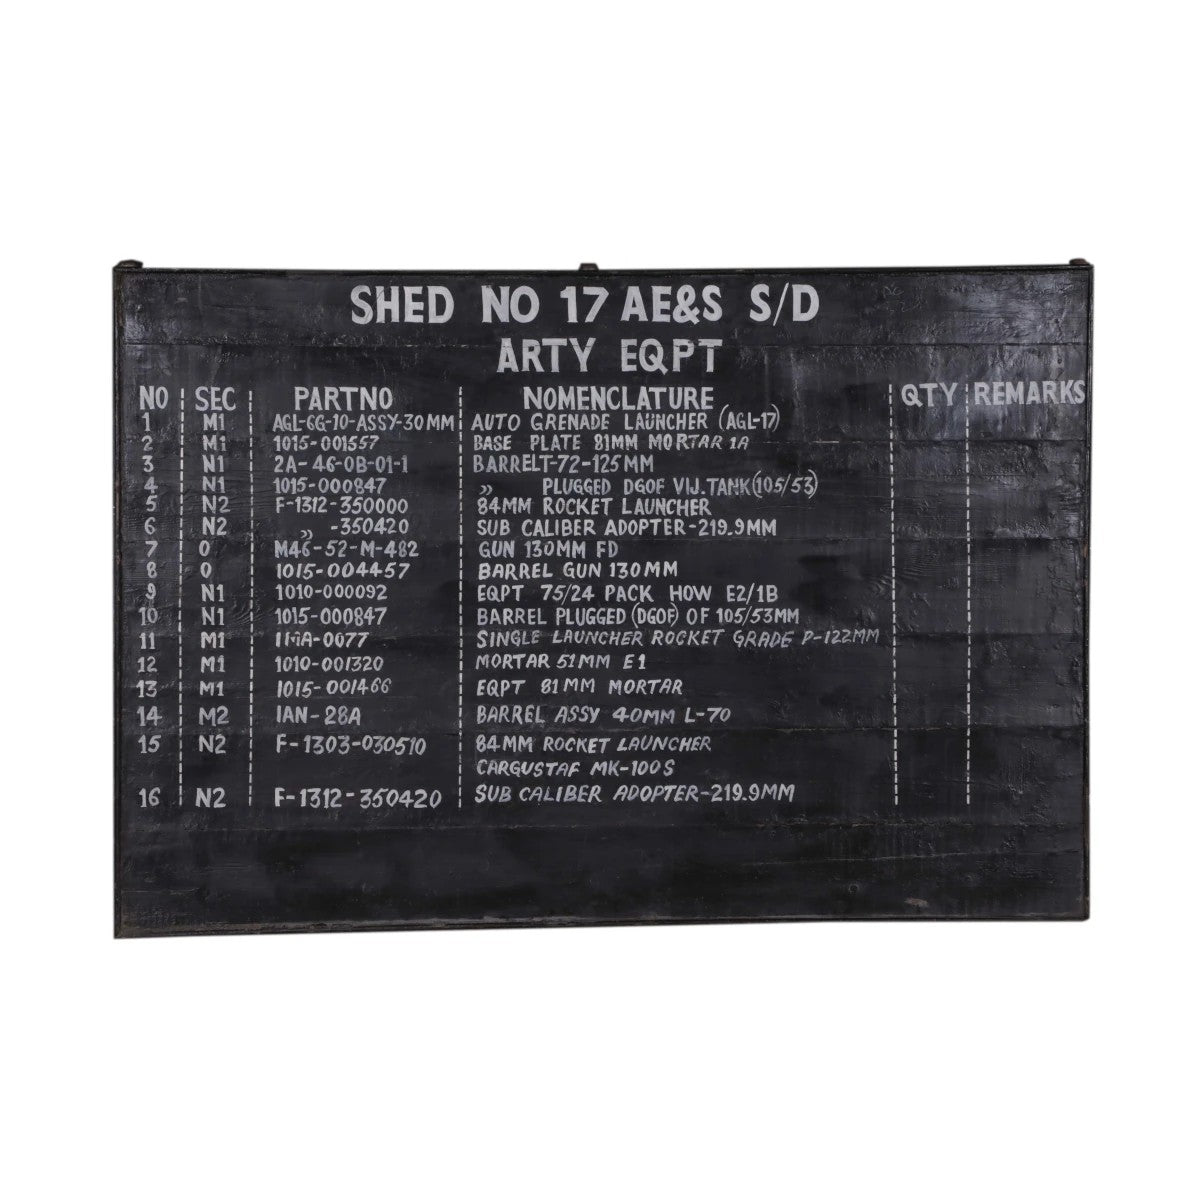 SHED NO 17 AE&S S/D
ARTY EQPT
NO SEC PARTNO NOMENCLATURE QTY REMARKS
1 M1 AGL-6G-10-ASSY-30MM AUTO GRENADE LAUNCHER (AGL-17)
2 M1 1015-001557 BASE PLATE 81MM MORTAR 1A
3 N1 2A-46-0B-01-1 BARRELT-72-125MM
4 N1 1015-000847 " PLUGGED DGOF VIJ.TANK(105/53)
5 N2 F-1312-350000 84MM ROCKET LAUNCHER
6 N2 " -350420 SUB CALIBER ADOPTER-219.9MM
7 0 M46-52-M-482 GUN 130MM FD
8 0 1015-004457 BARREL GUN 130MM
9 N1 1010-000092 EQPT 75/24 PACK HOW E2/1B
10 N1 1015-000847 BARREL PLUGGED (DGOF) OF 105/53MM
11 M1 SINGLE LAUNCHER ROCKET GRADE P-122MM
12 M1 1010-001320 MORTAR 51MM E1
13 M1 1015-001466 EQPT 81MM MORTAR
14 M2 IAN-28A BARREL ASSY 40MM L-70
15 N2 F-1303-030510 84MM ROCKET LAUNCHER
CARGUSTAF MK-100S
16 N2 F-1312-350420 SUB CALIBER ADOPTER-219.9MM